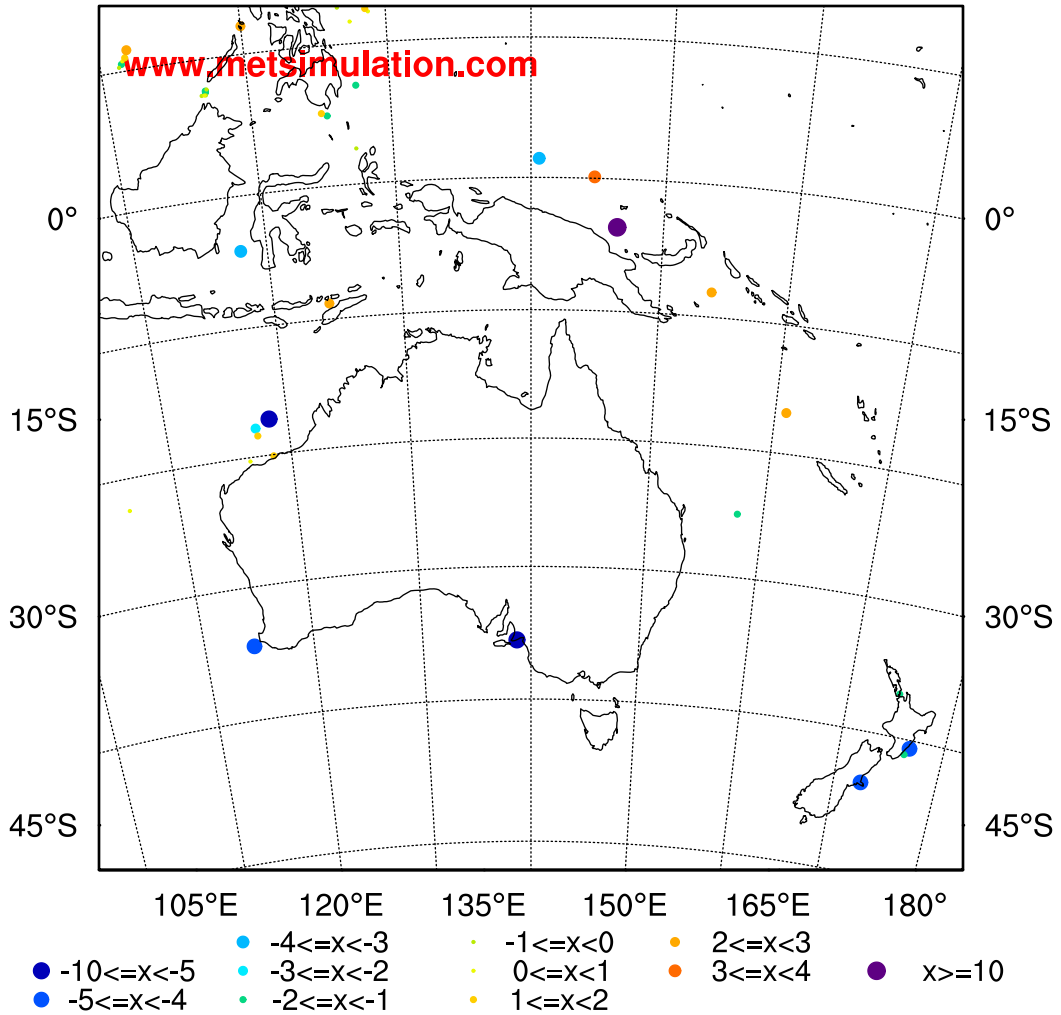 www.metsimulation.com
0° 0°
15°S 15°S
30°S 30°S
45°S 45°S
105°E 120°E 135°E 150°E 165°E 180°
-4<=x<-3 -1<=x<0 2<=x<3
-10<=x<-5 -3<=x<-2 0<=x<1 3<=x<4 x>=10
-5<=x<-4 -2<=x<-1 1<=x<2